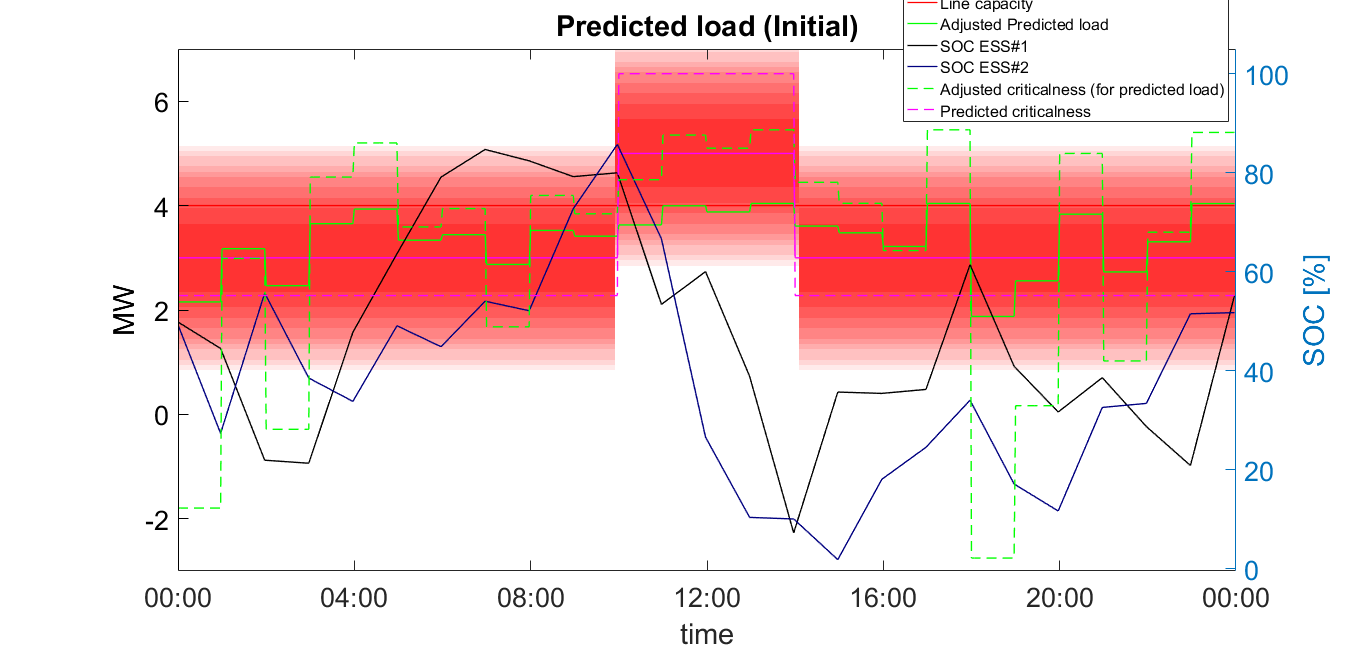 Predicted load (Initial)
Line capacity
Adjusted Predicted load
SOC ESS#1
SOC ESS#2
Adjusted criticalness (for predicted load)
Predicted criticalness
6
4
2
0
-2
MW
100
80
60
40
20
0
SOC [%]
00:00 04:00 08:00 12:00 16:00 20:00 00:00
time